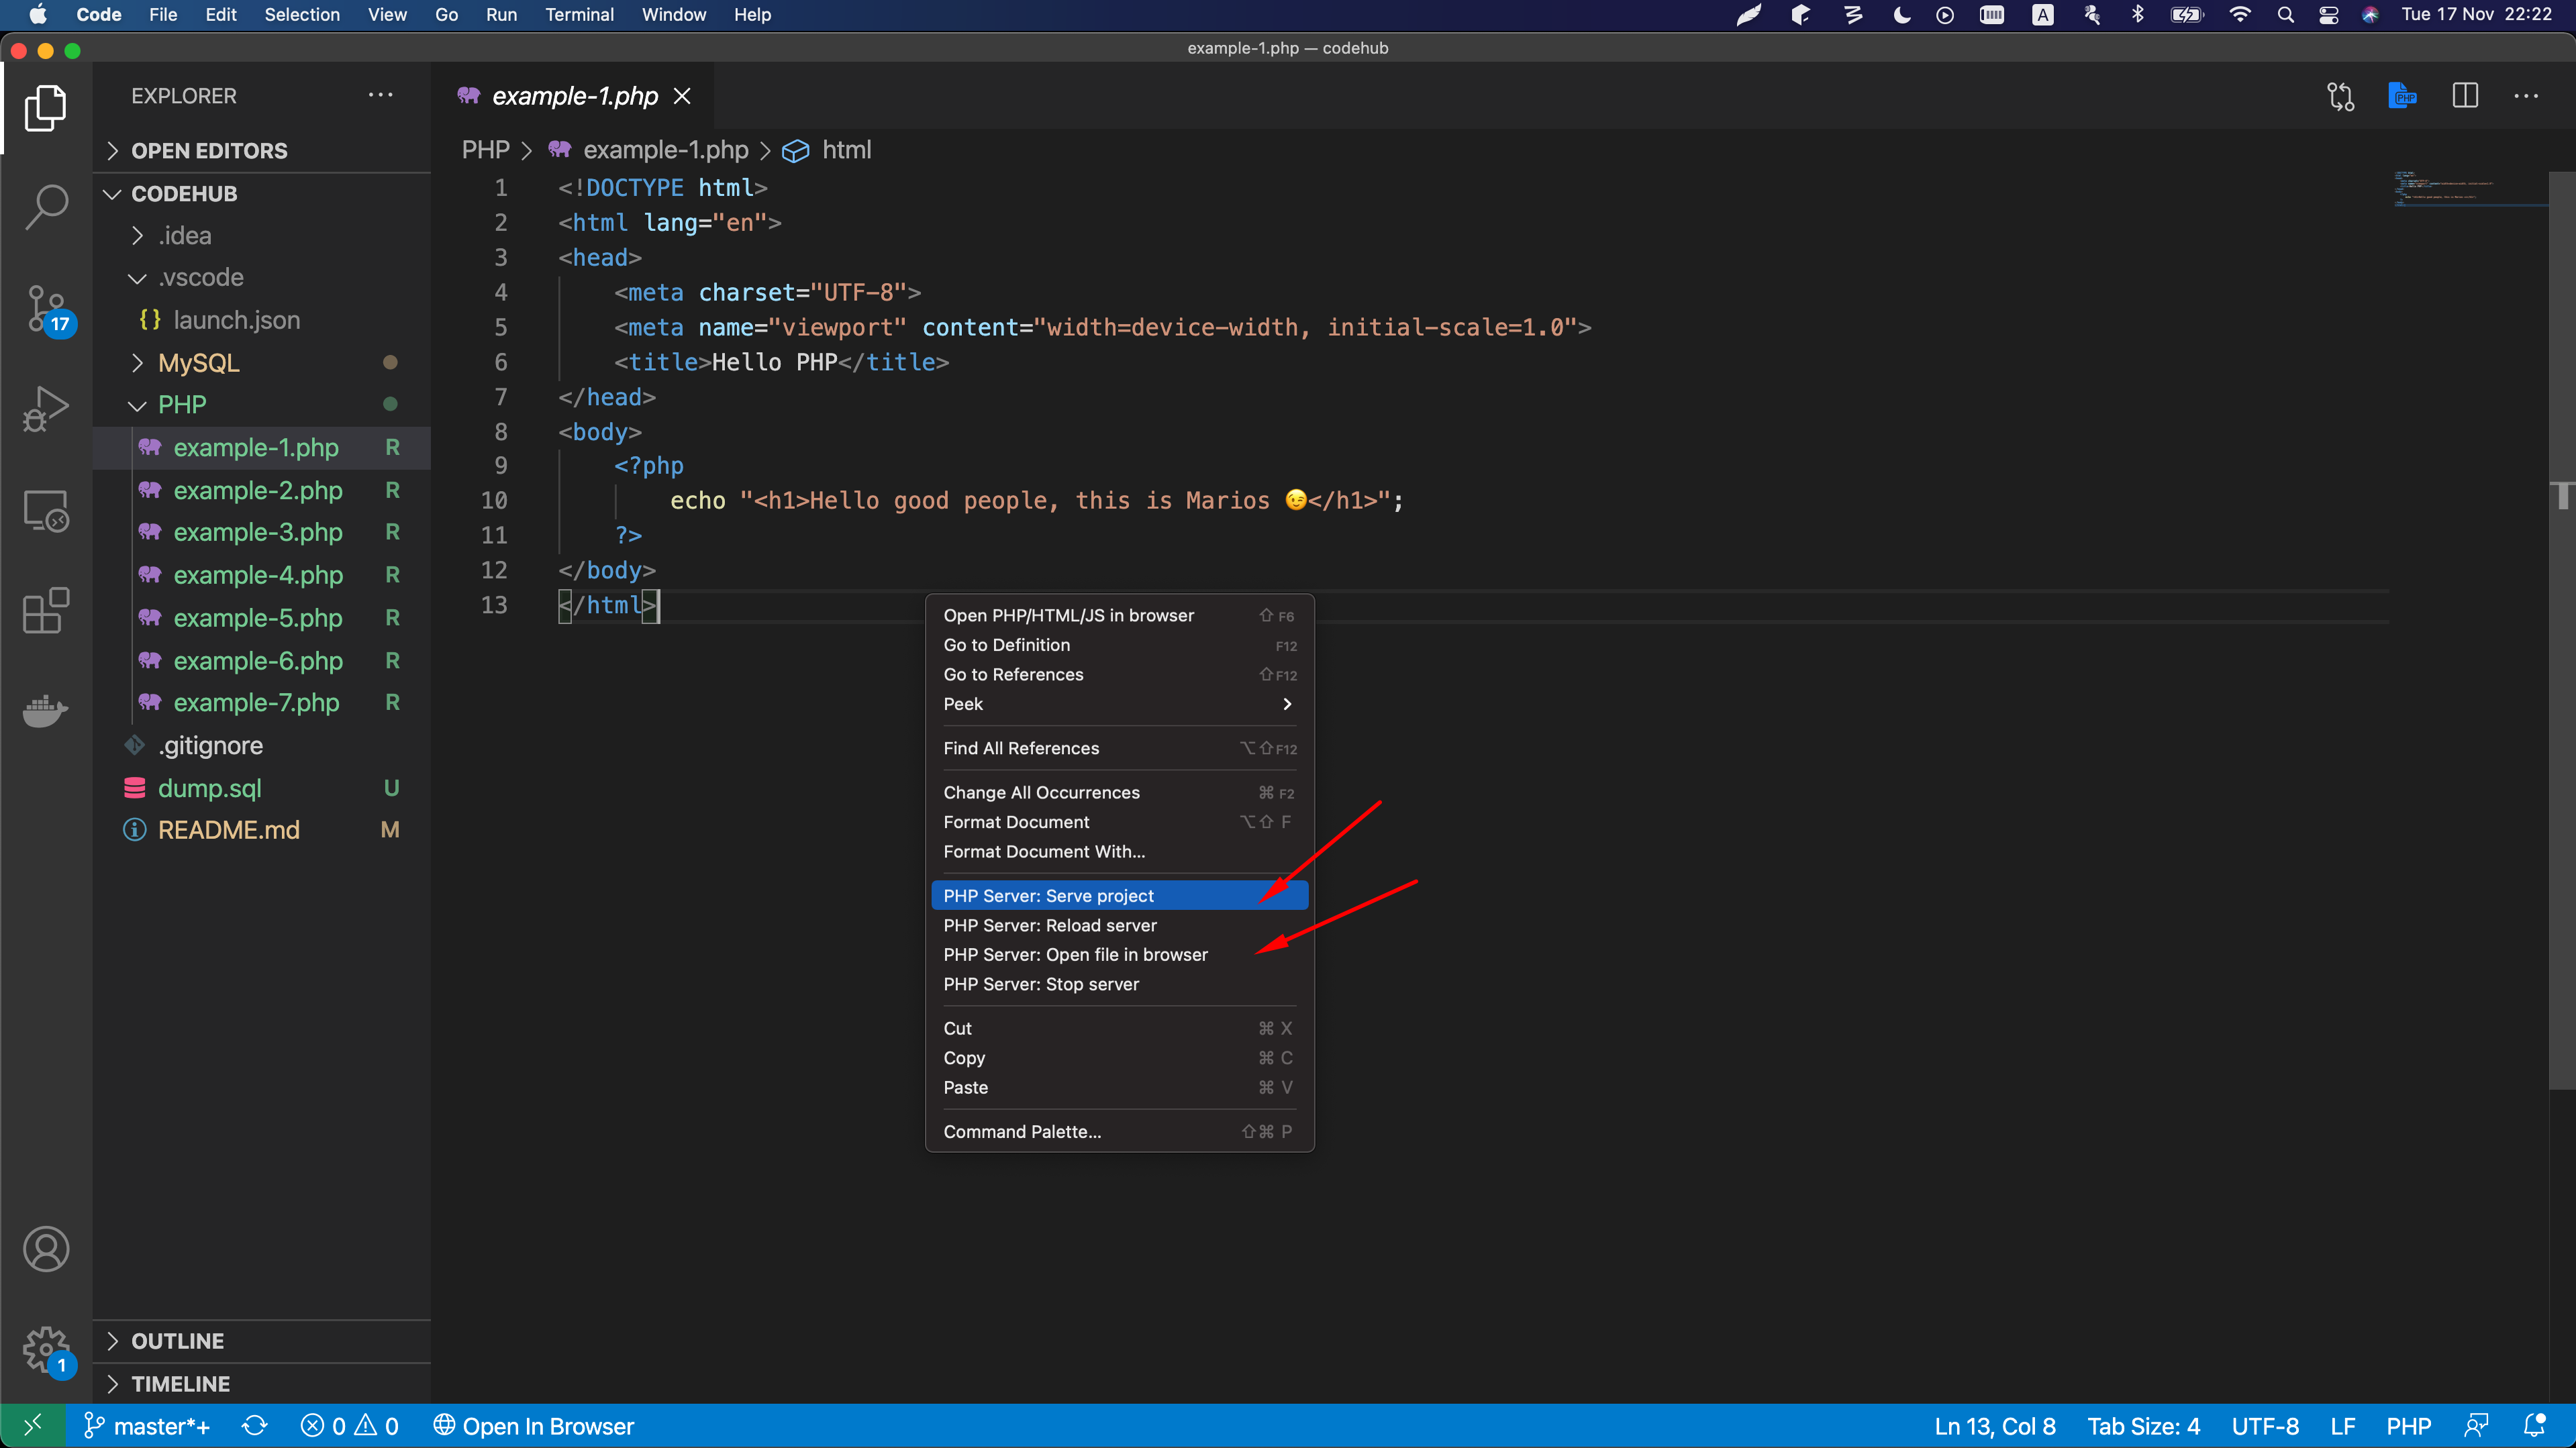 Code File Edit Selection View Go Run Terminal Window Help A Tue 17 Nov 22:22
example-1.php — codehub
EXPLORER
OPEN EDITORS
CODEHUB
.idea
.vscode
{} launch.json
MySQL
PHP
example-1.php R
example-2.php R
example-3.php R
example-4.php R
example-5.php R
example-6.php R
example-7.php R
.gitignore
dump.sql U
README.md M
OUTLINE
TIMELINE
17
1
example-1.php
PHP
PHP > example-1.php > html
1 <!DOCTYPE html>
2 <html lang="en">
3 <head>
4 <meta charset="UTF-8">
5 <meta name="viewport" content="width=device-width, initial-scale=1.0">
6 <title>Hello PHP</title>
7 </head>
8 <body>
9 <?php
10 echo "<h1>Hello good people, this is Marios 😉</h1>";
11 ?>
12 </body>
13 </html>
Open PHP/HTML/JS in browser ⇧ F6
Go to Definition F12
Go to References ⇧F12
Peek
Find All References ⌥⇧F12
Change All Occurrences ⌘ F2
Format Document ⌥⇧ F
Format Document With...
PHP Server: Serve project
PHP Server: Reload server
PHP Server: Open file in browser
PHP Server: Stop server
Cut ⌘ X
Copy ⌘ C
Paste ⌘ V
Command Palette... ⇧⌘ P
master*+ 0 0 Open In Browser Ln 13, Col 8 Tab Size: 4 UTF-8 LF PHP